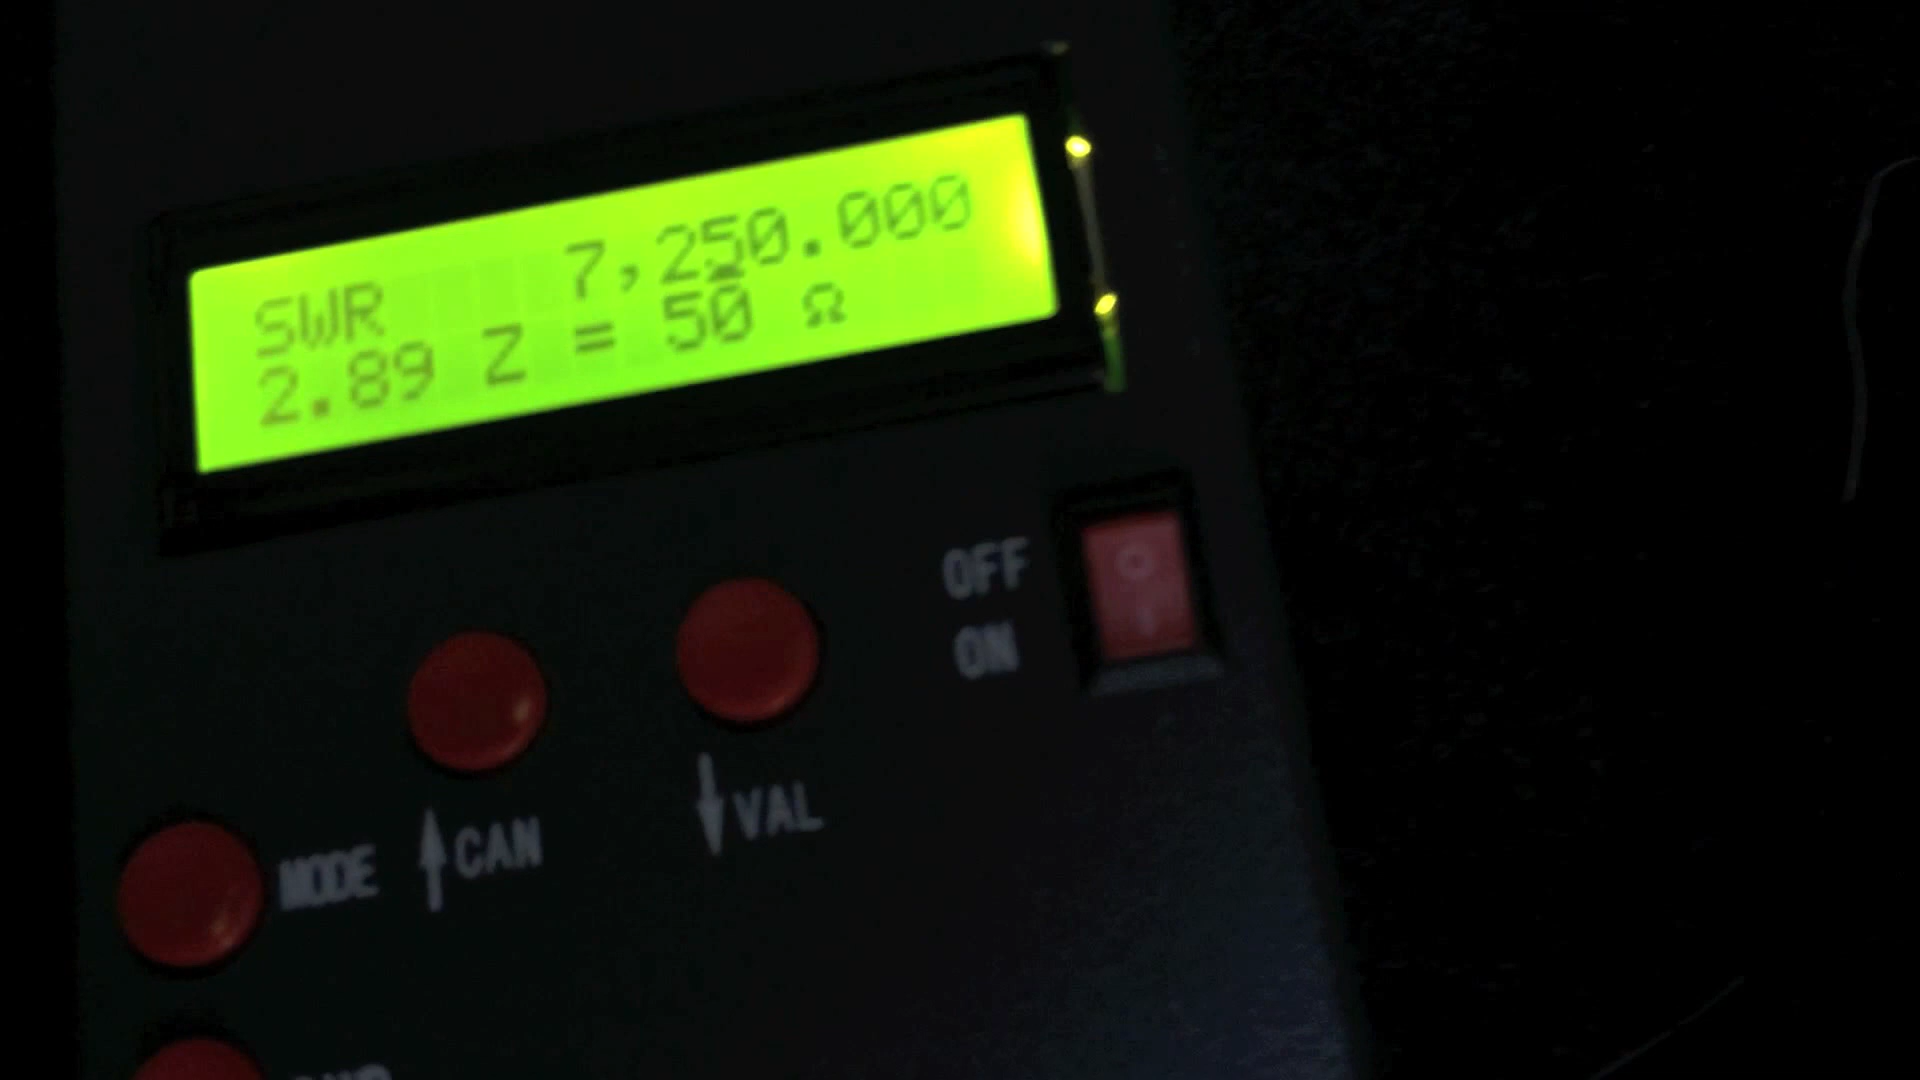 SWR 7,250.000
2.89 Z = 50 Ω
OFF
ON
↓VAL
↑CAN
MODE